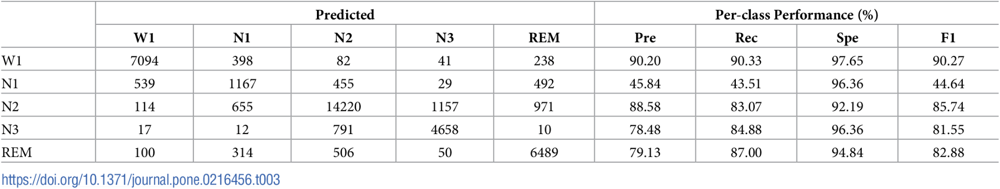 Predicted Per-class Performance (%)
W1 N1 N2 N3 REM Pre Rec Spe F1
W1 7094 398 82 41 238 90.20 90.33 97.65 90.27
N1 539 1167 455 29 492 45.84 43.51 96.36 44.64
N2 114 655 14220 1157 971 88.58 83.07 92.19 85.74
N3 17 12 791 4658 10 78.48 84.88 96.36 81.55
REM 100 314 506 50 6489 79.13 87.00 94.84 82.88
https://doi.org/10.1371/journal.pone.0216456.t003